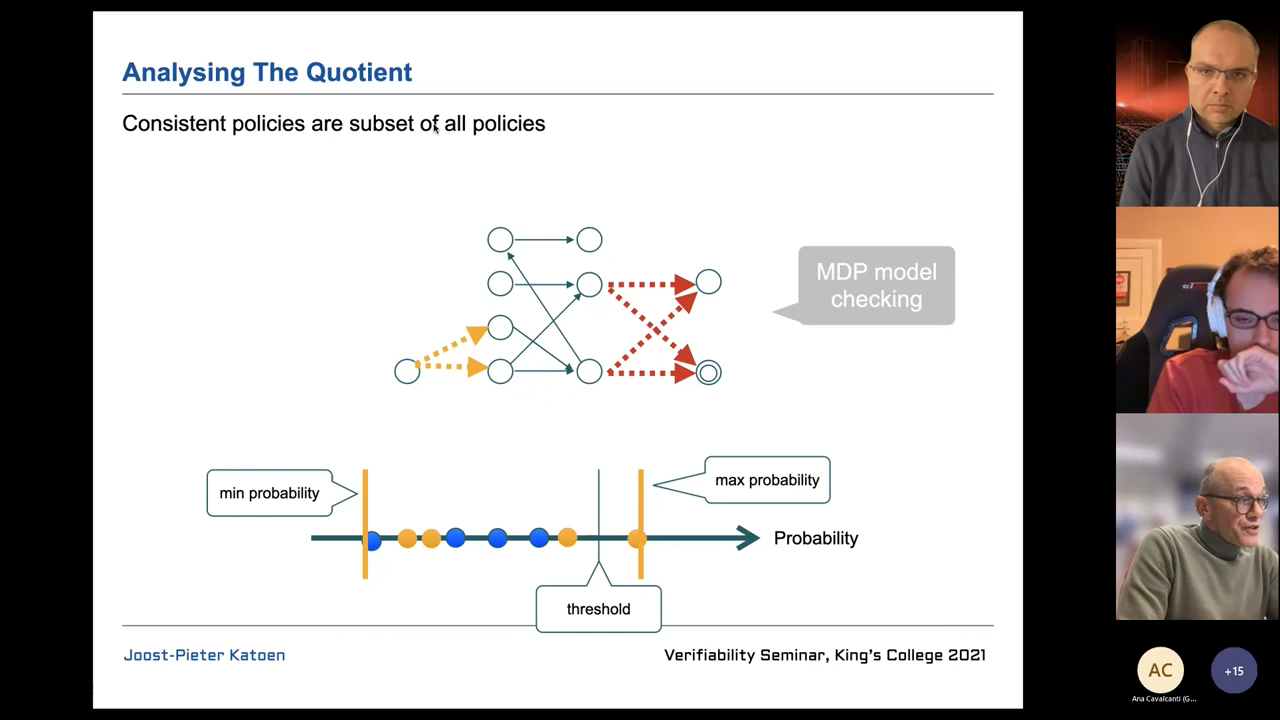 Analysing The Quotient
Consistent policies are subset of all policies
MDP model
checking
min probability
max probability
Probability
threshold
Joost-Pieter Katoen
Verifiability Seminar, King's College 2021
AC
+15
Ana Cavalcanti (G...